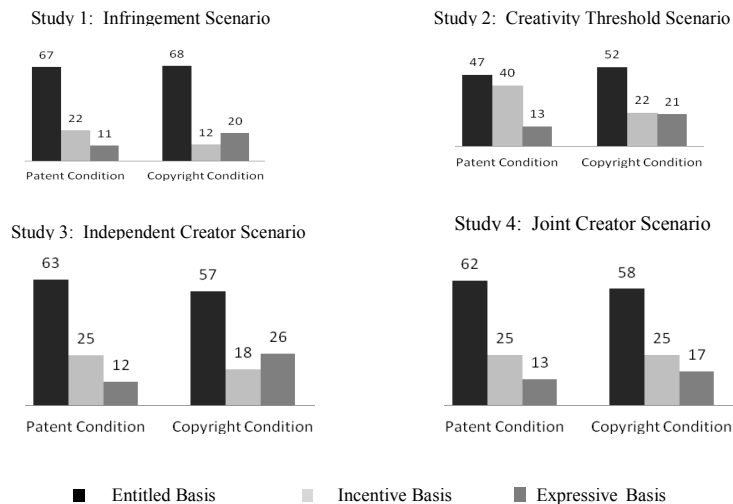 Study 1: Infringement Scenario
67
22
11
68
12
20
Patent Condition
Copyright Condition
Study 2: Creativity Threshold Scenario
47
40
13
52
22
21
Patent Condition
Copyright Condition
Study 3: Independent Creator Scenario
63
25
12
57
18
26
Patent Condition
Copyright Condition
Study 4: Joint Creator Scenario
62
25
13
58
25
17
Patent Condition
Copyright Condition
Entitled Basis
Incentive Basis
Expressive Basis